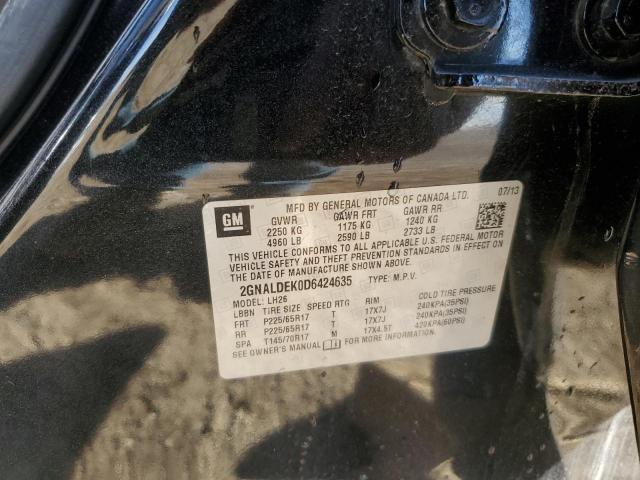 MFD BY GENERAL MOTORS OF CANADA LTD. 07/13
GM
GVWR GAWR FRT GAWR RR
2250 KG 1175 KG 1240 KG
4960 LB 2590 LB 2733 LB
THIS VEHICLE CONFORMS TO ALL APPLICABLE U.S. FEDERAL MOTOR
VEHICLE SAFETY AND THEFT PREVENTION STANDARDS IN EFFECT ON
THE DATE OF MANUFACTURE SHOWN ABOVE.
2GNALDEK0D6424635 TYPE: M.P.V.
MODEL: LH26
LBBN TIRE SIZE SPEED RTG RIM COLD TIRE PRESSURE
FRT P225/65R17 T 17X7J 240KPA(35PSI)
RR P225/65R17 T 17X7J 240KPA(35PSI)
SPA T145/70R17 M 17X4.5T 420KPA(60PSI)
SEE OWNER'S MANUAL FOR ADDITIONAL INFORMATION.